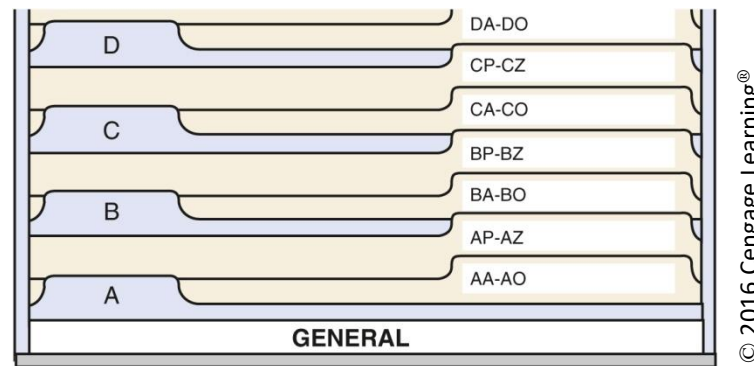 DA-DO
D
CP-CZ
CA-CO
C
BP-BZ
BA-BO
B
AP-AZ
AA-AO
A
GENERAL
© 2016 Cengage Learning®